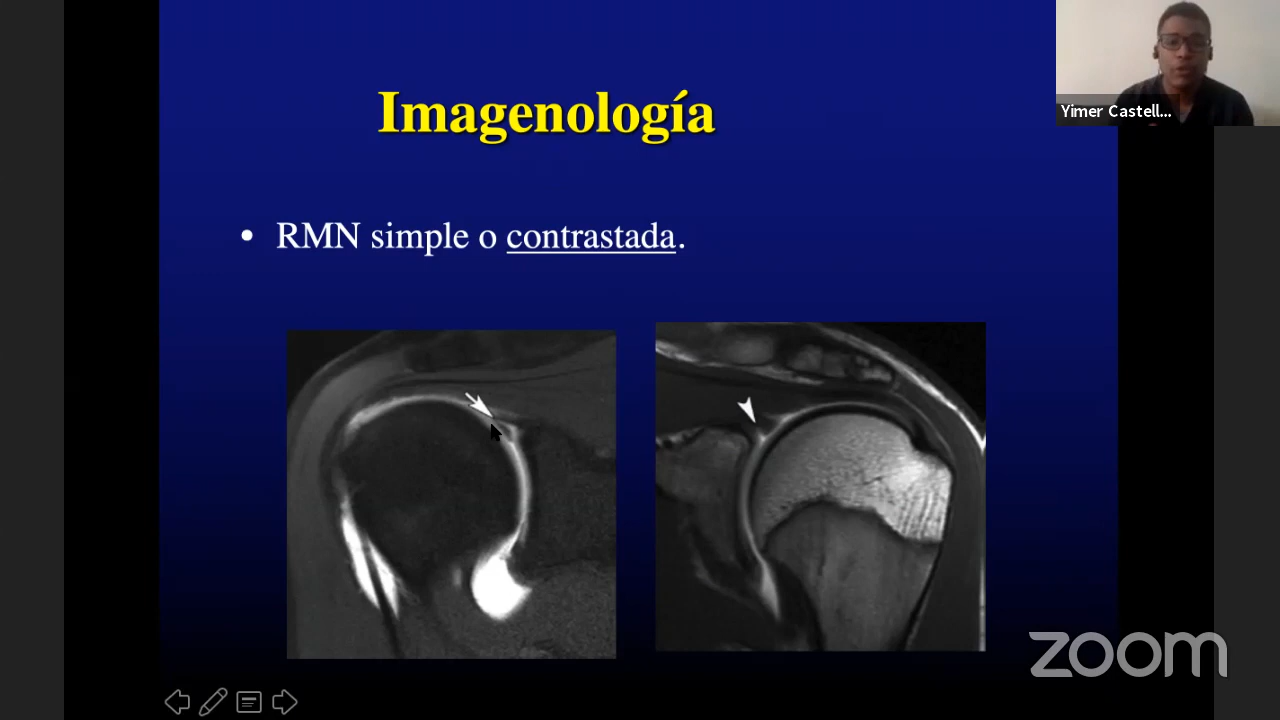 Imagenología
Yimer Castell...
• RMN simple o contrastada.
zoom